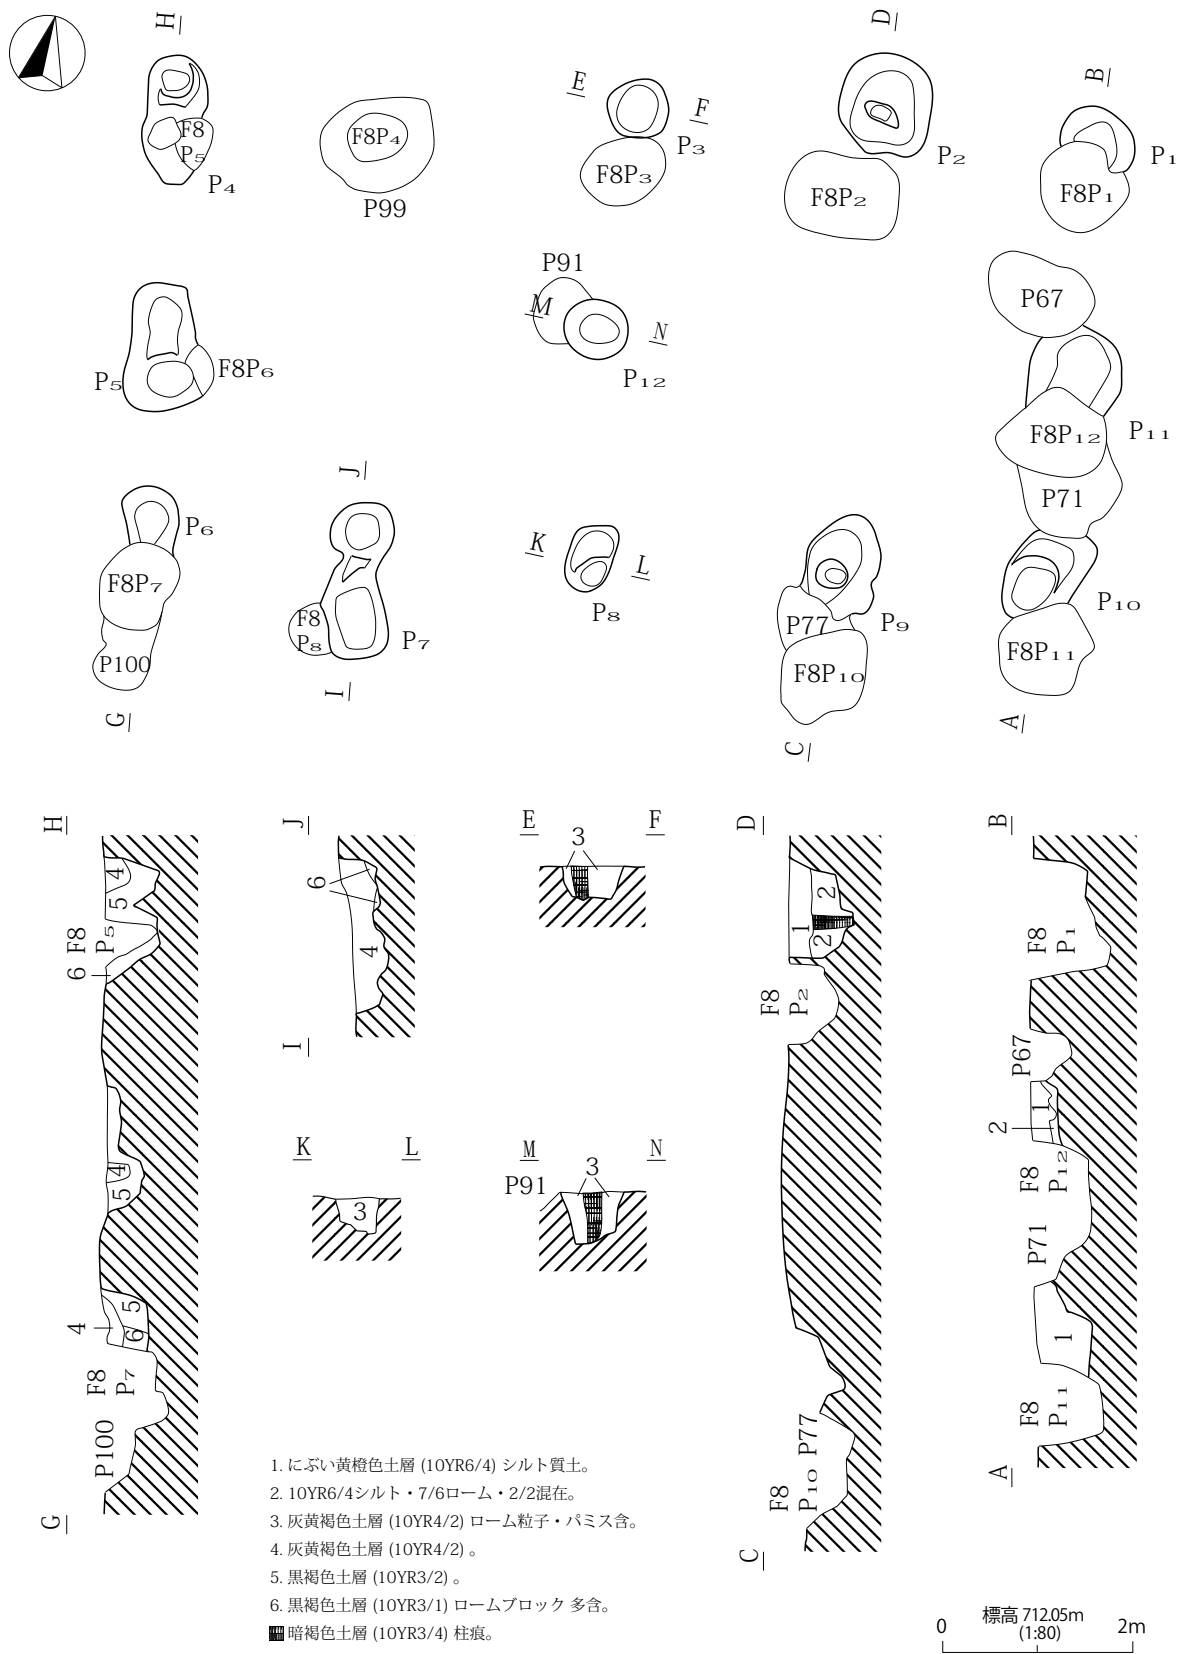 H
D
B
E
F
F8
P5
P4
F8P4
P99
P3
F8P3
P2
F8P2
P1
F8P1
P91
M
N
P12
P67
P5
F8P6
F8P12
P11
P71
J
P6
F8P7
P100
F8
P8
P7
K
L
P8
P77
P9
F8P10
P10
F8P11
G
I
C
A
H
J
E
F
D
B
3
4
5
F8
P5
6
6
4
I
2
1
2
F8
P2
F8
P1
P67
1
2
F8
P12
P71
4
5
K
L
M
N
P91
3
3
5
4
6
F8
P7
P100
G
P77
F8
P10
C
1
F8
P11
A
1. にぶい黄橙色土層 (10YR6/4) シルト質土。
2. 10YR6/4シルト・7/6ローム・2/2混在。
3. 灰黄褐色土層 (10YR4/2) ローム粒子・パミス含。
4. 灰黄褐色土層 (10YR4/2) 。
5. 黒褐色土層 (10YR3/2) 。
6. 黒褐色土層 (10YR3/1) ロームブロック 多含。
暗褐色土層 (10YR3/4) 柱痕。
標高 712.05m
0 (1:80) 2m